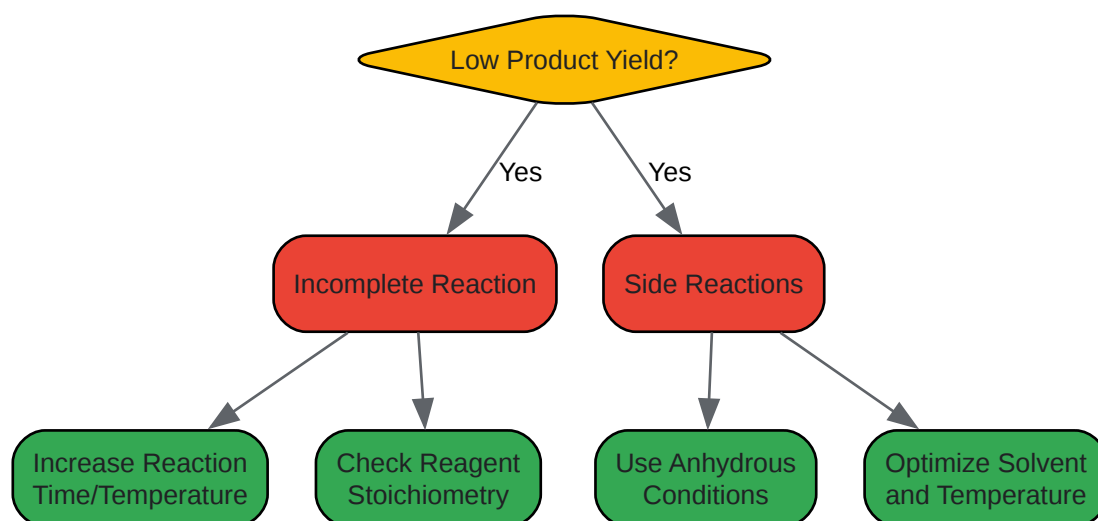 Low Product Yield?
Yes
Yes
Incomplete Reaction
Side Reactions
Increase Reaction
Time/Temperature
Check Reagent
Stoichiometry
Use Anhydrous
Conditions
Optimize Solvent
and Temperature